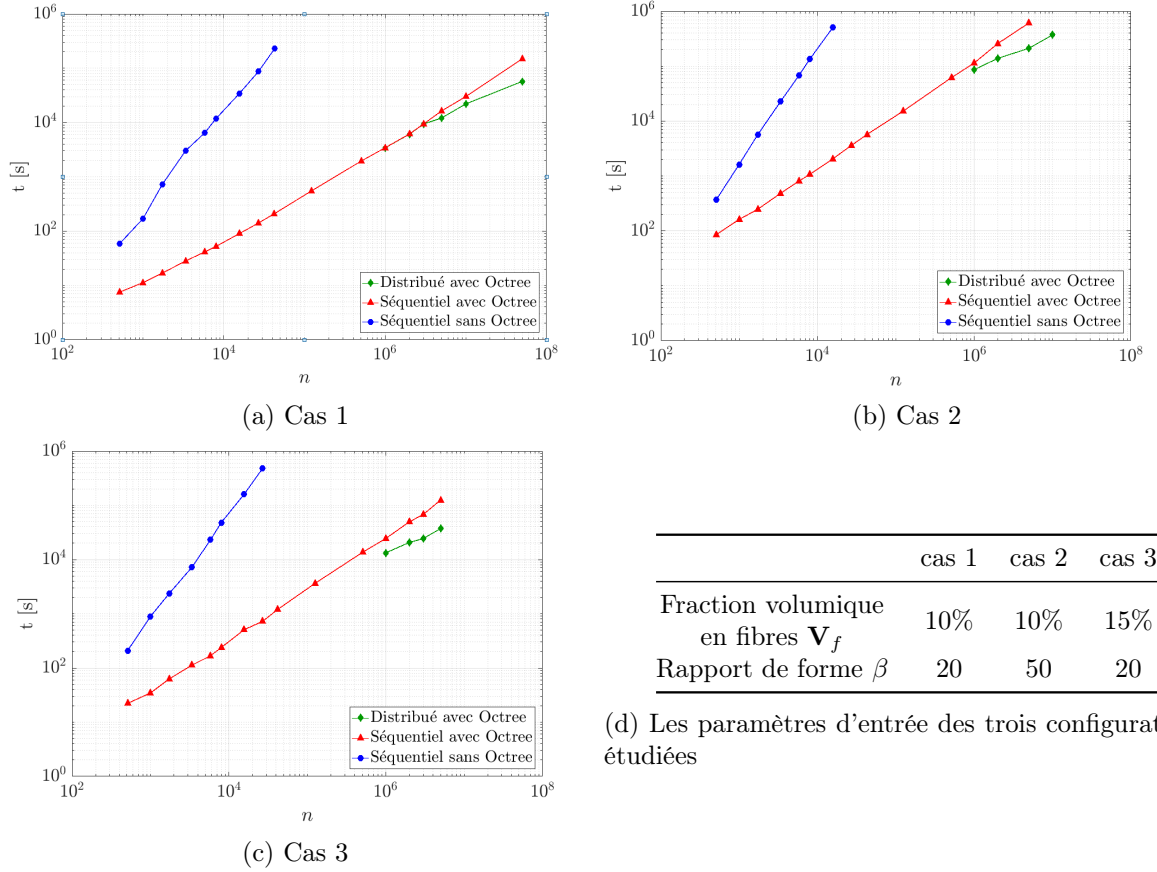 10^6
10^4
10^2
10^0
t [s]
10^2
10^4
10^6
10^8
n
Distribué avec Octree
Séquentiel avec Octree
Séquentiel sans Octree
(a) Cas 1
10^6
10^4
10^2
10^0
t [s]
10^2
10^4
10^6
10^8
n
Distribué avec Octree
Séquentiel avec Octree
Séquentiel sans Octree
(b) Cas 2
10^6
10^4
10^2
10^0
t [s]
10^2
10^4
10^6
10^8
n
Distribué avec Octree
Séquentiel avec Octree
Séquentiel sans Octree
(c) Cas 3
cas 1 cas 2 cas 3
Fraction volumique
en fibres V_f 10% 10% 15%
Rapport de forme β 20 50 20
(d) Les paramètres d'entrée des trois configurat
étudiées